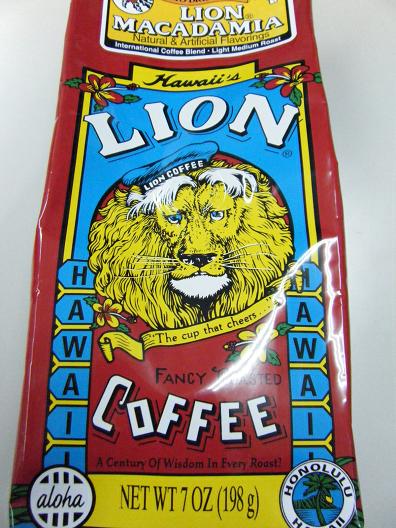 LION
MACADAMIA
Natural & Artificial Flavorings
International Coffee Blend · Light Medium Roast
Hawaii's
LION®
LION COFFEE
"The cup that cheers...
FANCY ROASTED
COFFEE
A Century Of Wisdom In Every Roast!
HAWAII
HAWAII
aloha
NET WT 7 OZ (198 g)
HONOLULU